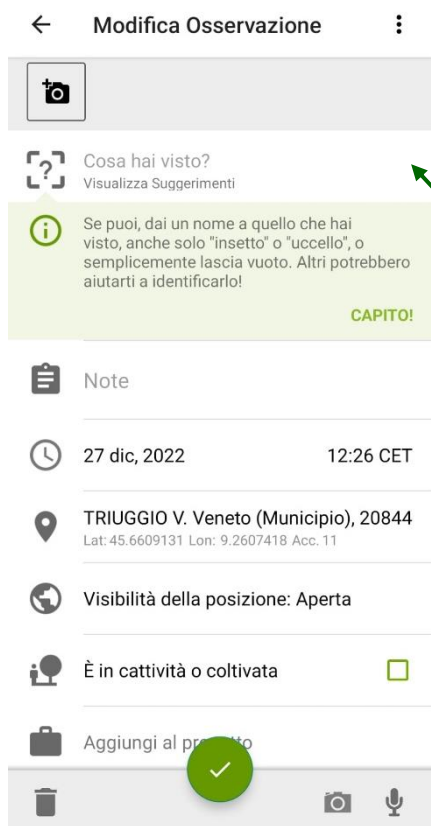 Modifica Osservazione
Cosa hai visto?
Visualizza Suggerimenti
Se puoi, dai un nome a quello che hai
visto, anche solo "insetto" o "uccello", o
semplicemente lascia vuoto. Altri potrebbero
aiutarti a identificarlo!
CAPITO!
Note
27 dic, 2022 12:26 CET
TRIUGGIO V. Veneto (Municipio), 20844
Lat: 45.6609131 Lon: 9.2607418 Acc. 11
Visibilità della posizione: Aperta
È in cattività o coltivata
Aggiungi al